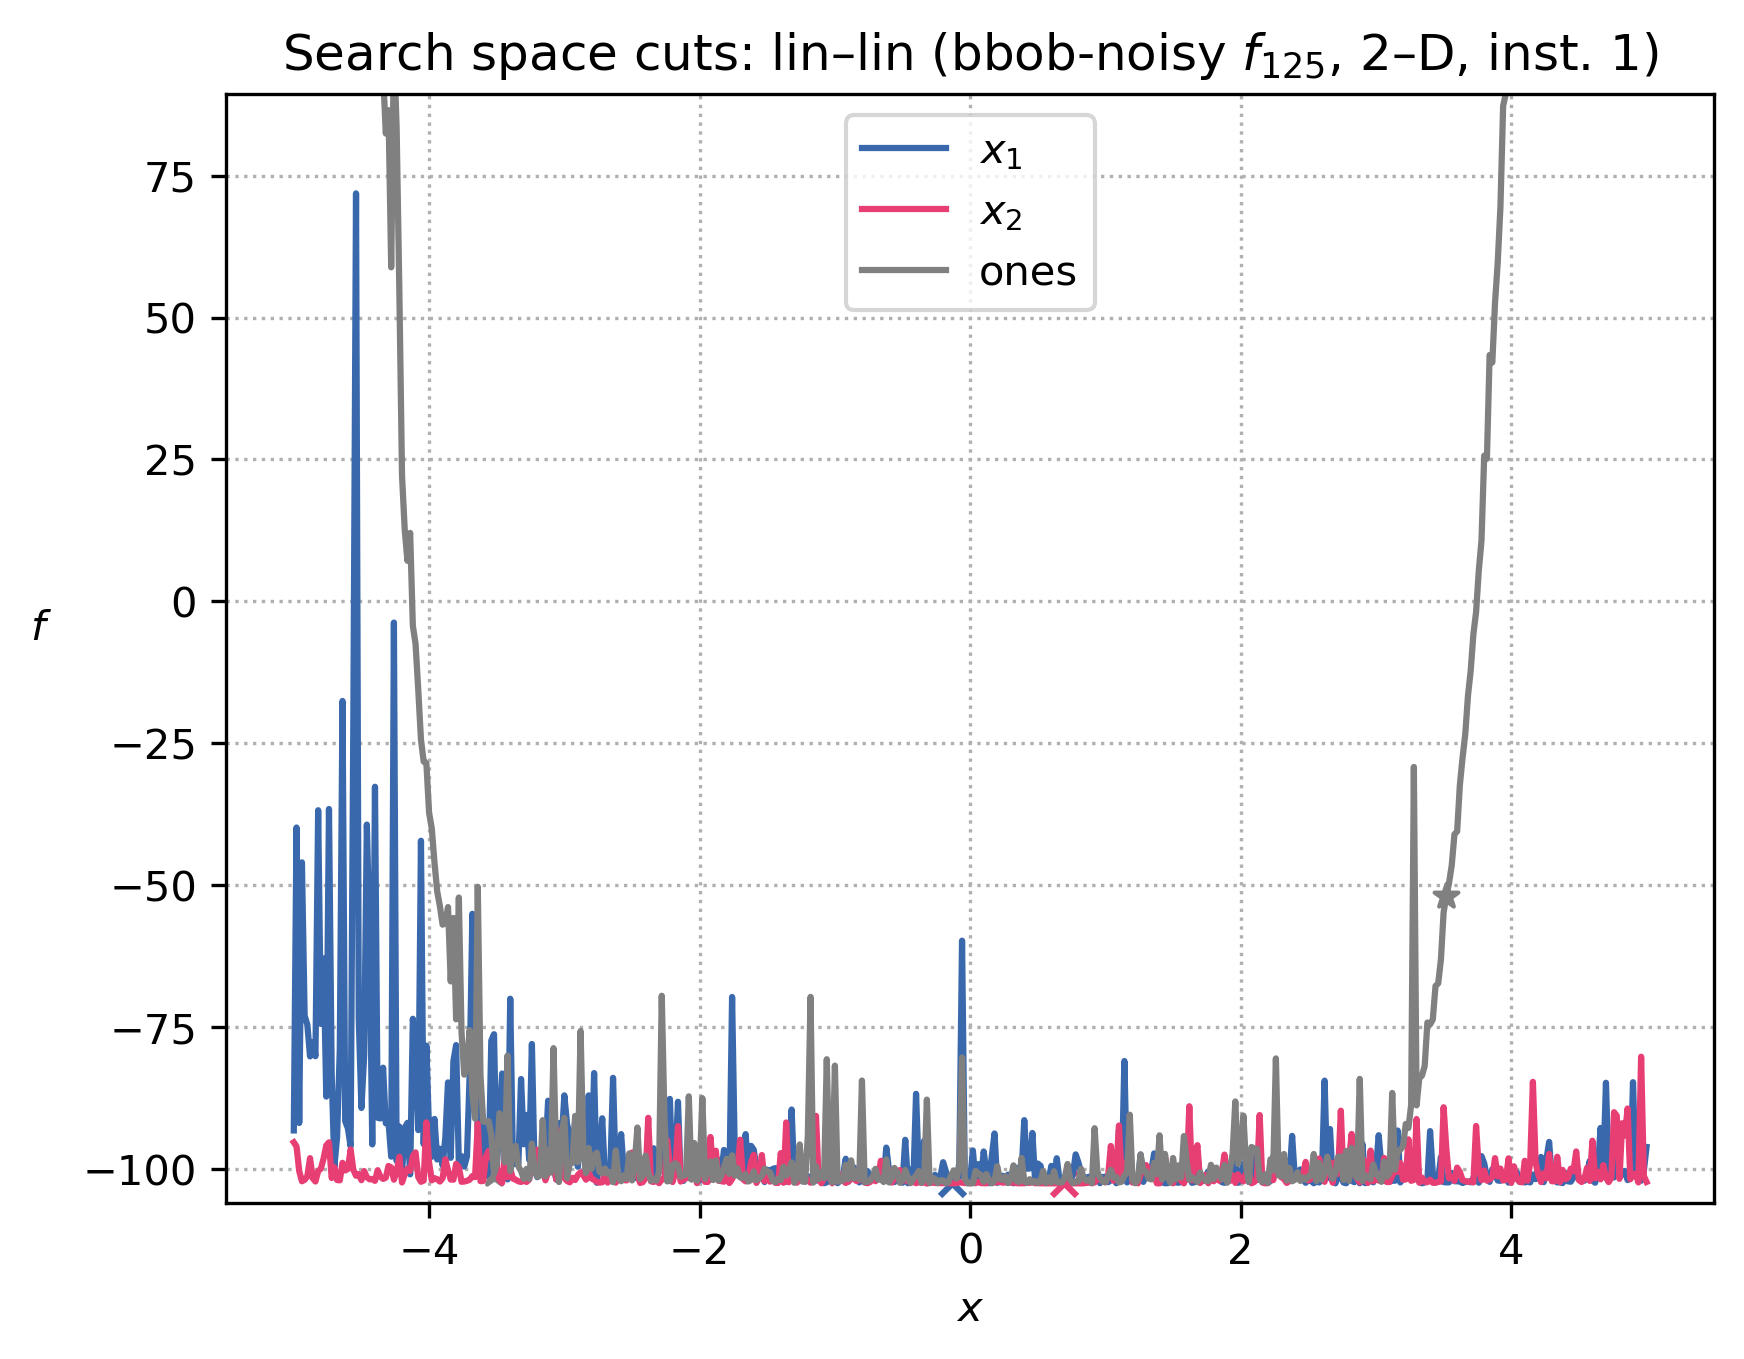 Search space cuts: lin–lin (bbob-noisy f₁₂₅, 2–D, inst. 1)
x₁
x₂
ones
75
50
25
0
−25
−50
−75
−100
f
−4
−2
0
2
4
x